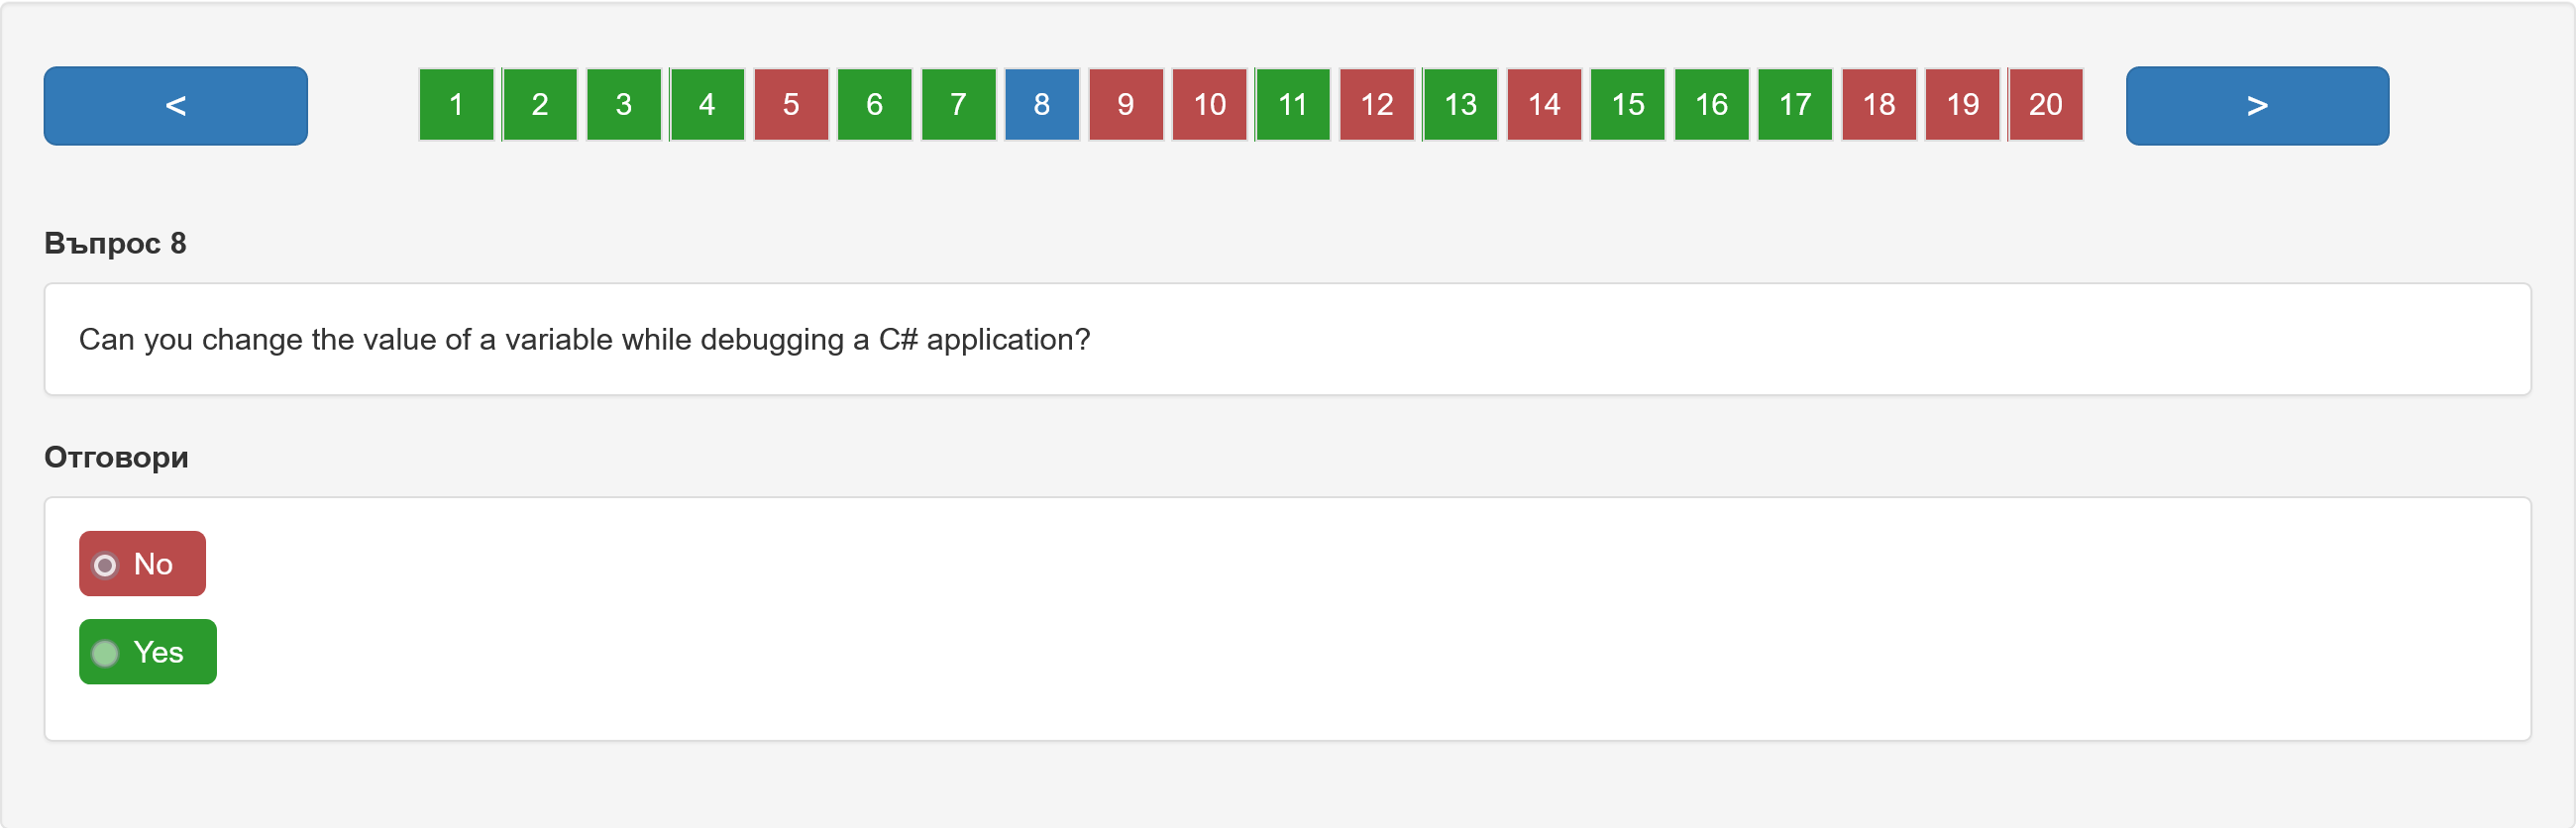 < 1 2 3 4 5 6 7 8 9 10 11 12 13 14 15 16 17 18 19 20 >
Въпрос 8
Can you change the value of a variable while debugging a C# application?
Отговори
No
Yes